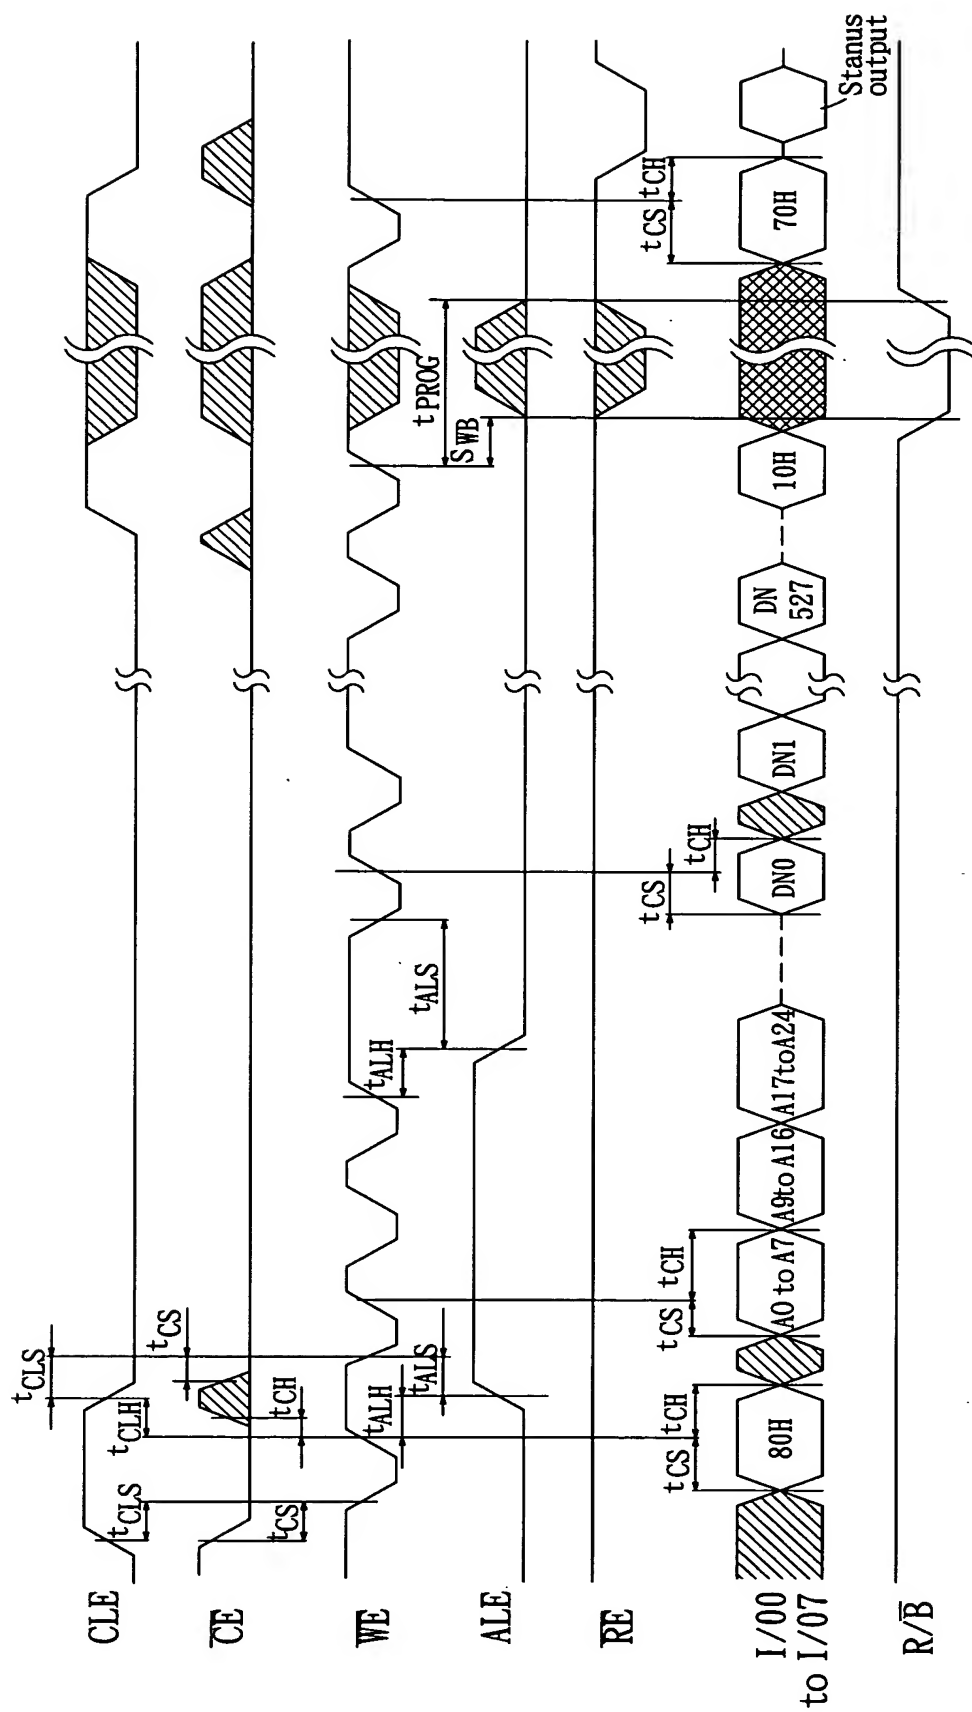 CLE
tCLS
tCLH
tCLS
CE
tCS
tCH
tCS
WE
tALH
tALS
tALH
tALS
SWB
tPROG
ALE
RE
tCS
tCH
tCS
tCH
tCS
tCH
tCS
tCH
I/00
to I/07
80H
A0 to A7
A9to A16
A17toA24
DN0
DN1
DN
527
10H
70H
Stanus
output
R/B